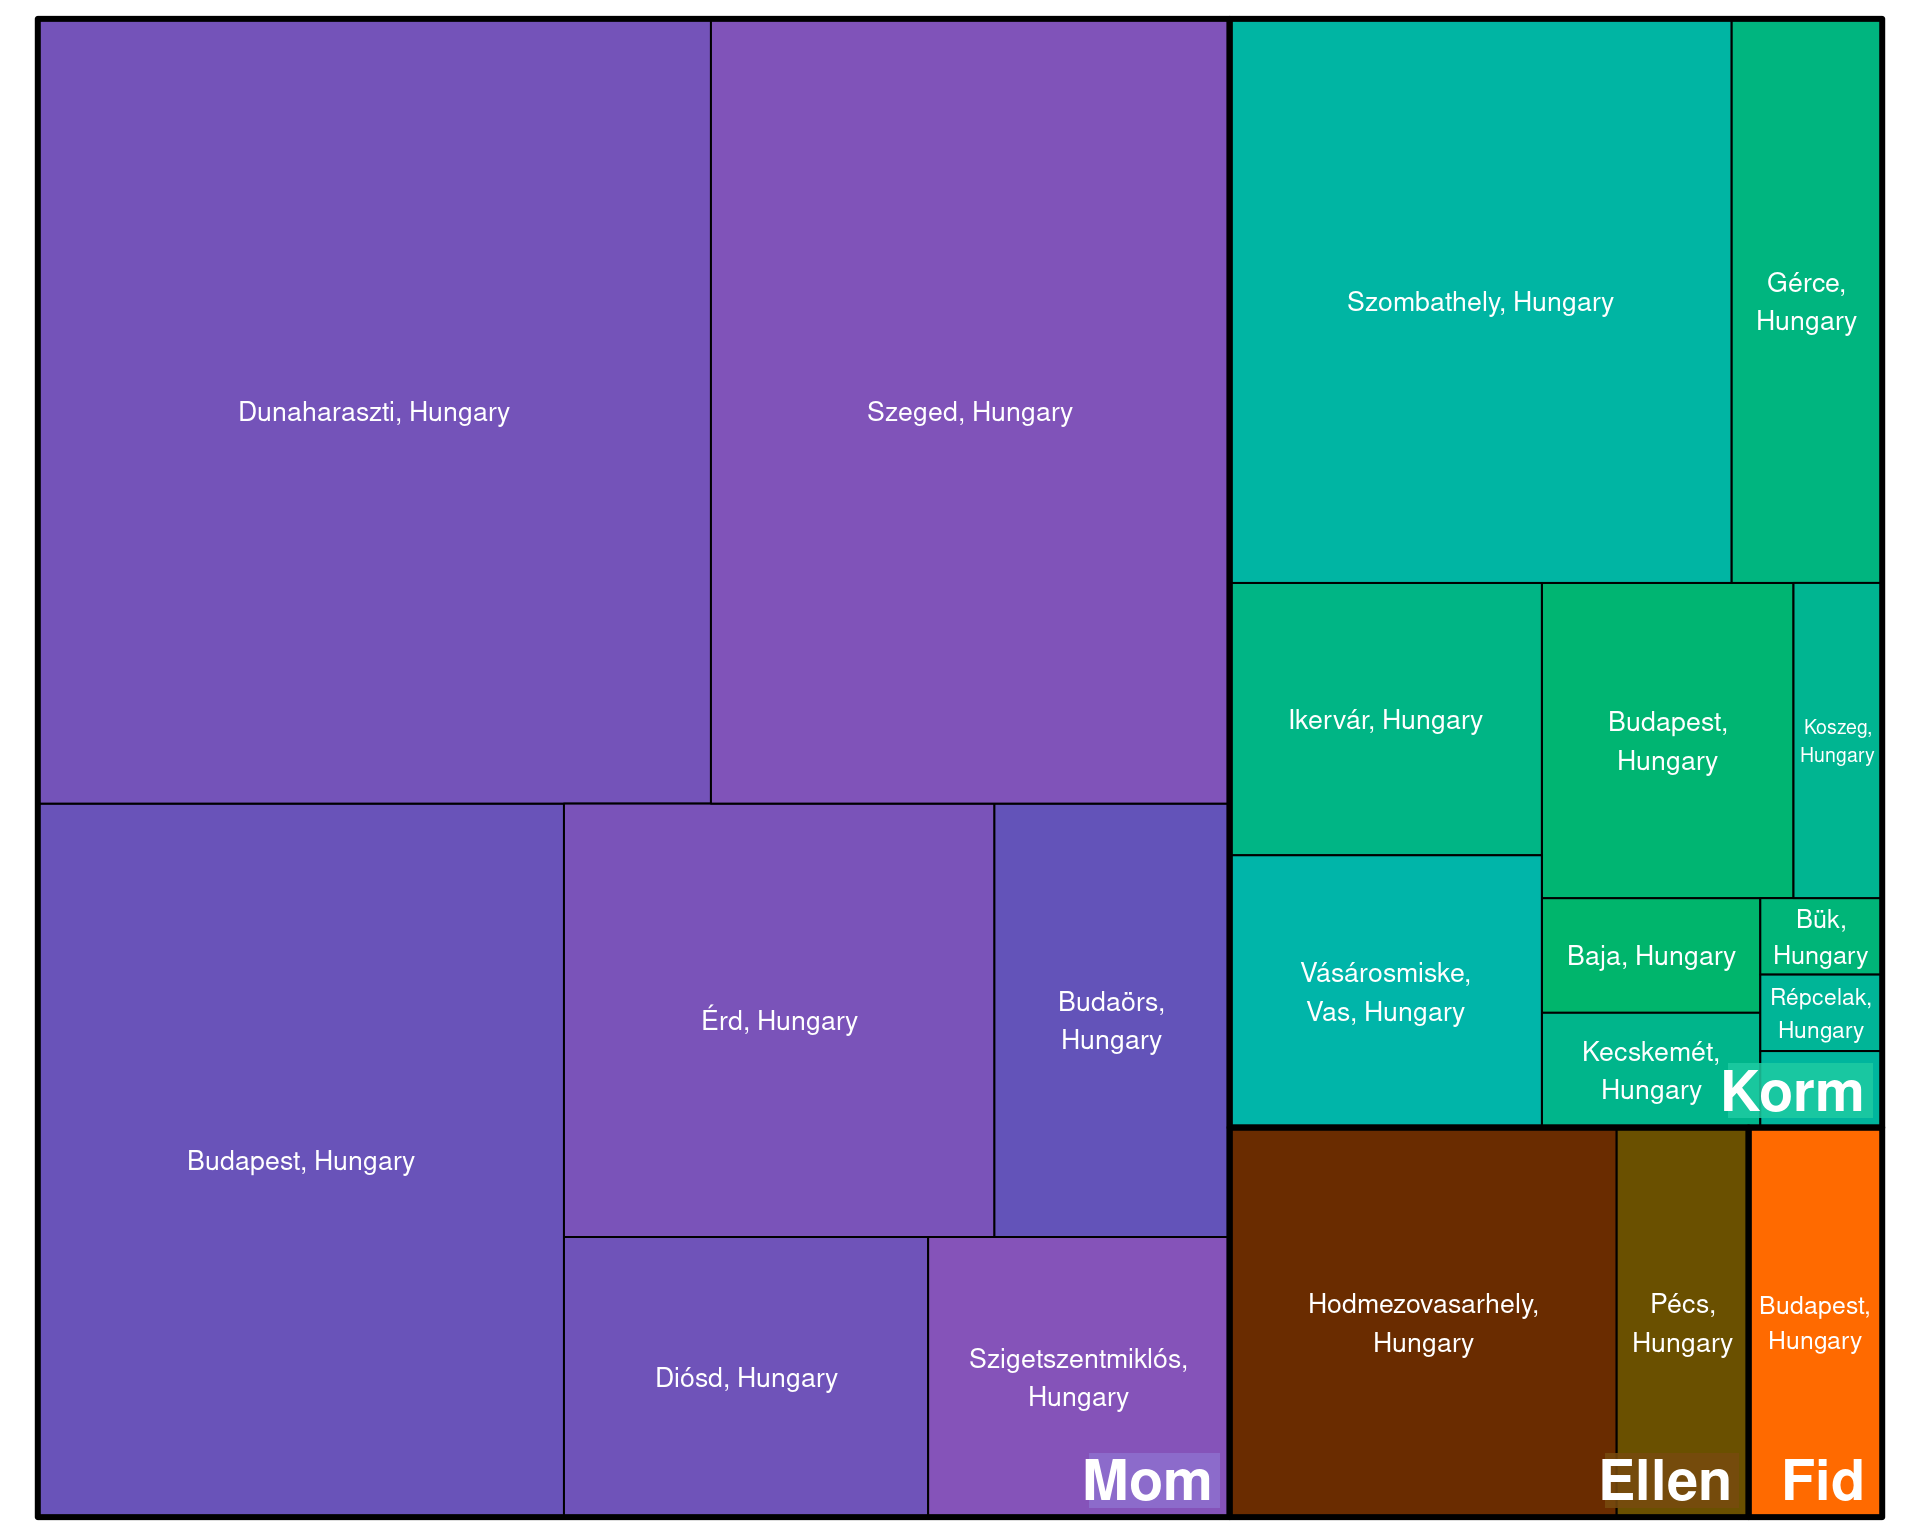 Dunaharaszti, Hungary
Szeged, Hungary
Budapest, Hungary
Érd, Hungary
Budaörs,
Hungary
Diósd, Hungary
Szigetszentmiklós,
Hungary
Mom
Szombathely, Hungary
Gérce,
Hungary
Ikervár, Hungary
Budapest,
Hungary
Koszeg,
Hungary
Vásárosmiske,
Vas, Hungary
Baja, Hungary
Bük,
Hungary
Répcelak,
Hungary
Kecskemét,
Hungary
Korm
Hodmezovasarhely,
Hungary
Pécs,
Hungary
Ellen
Budapest,
Hungary
Fid